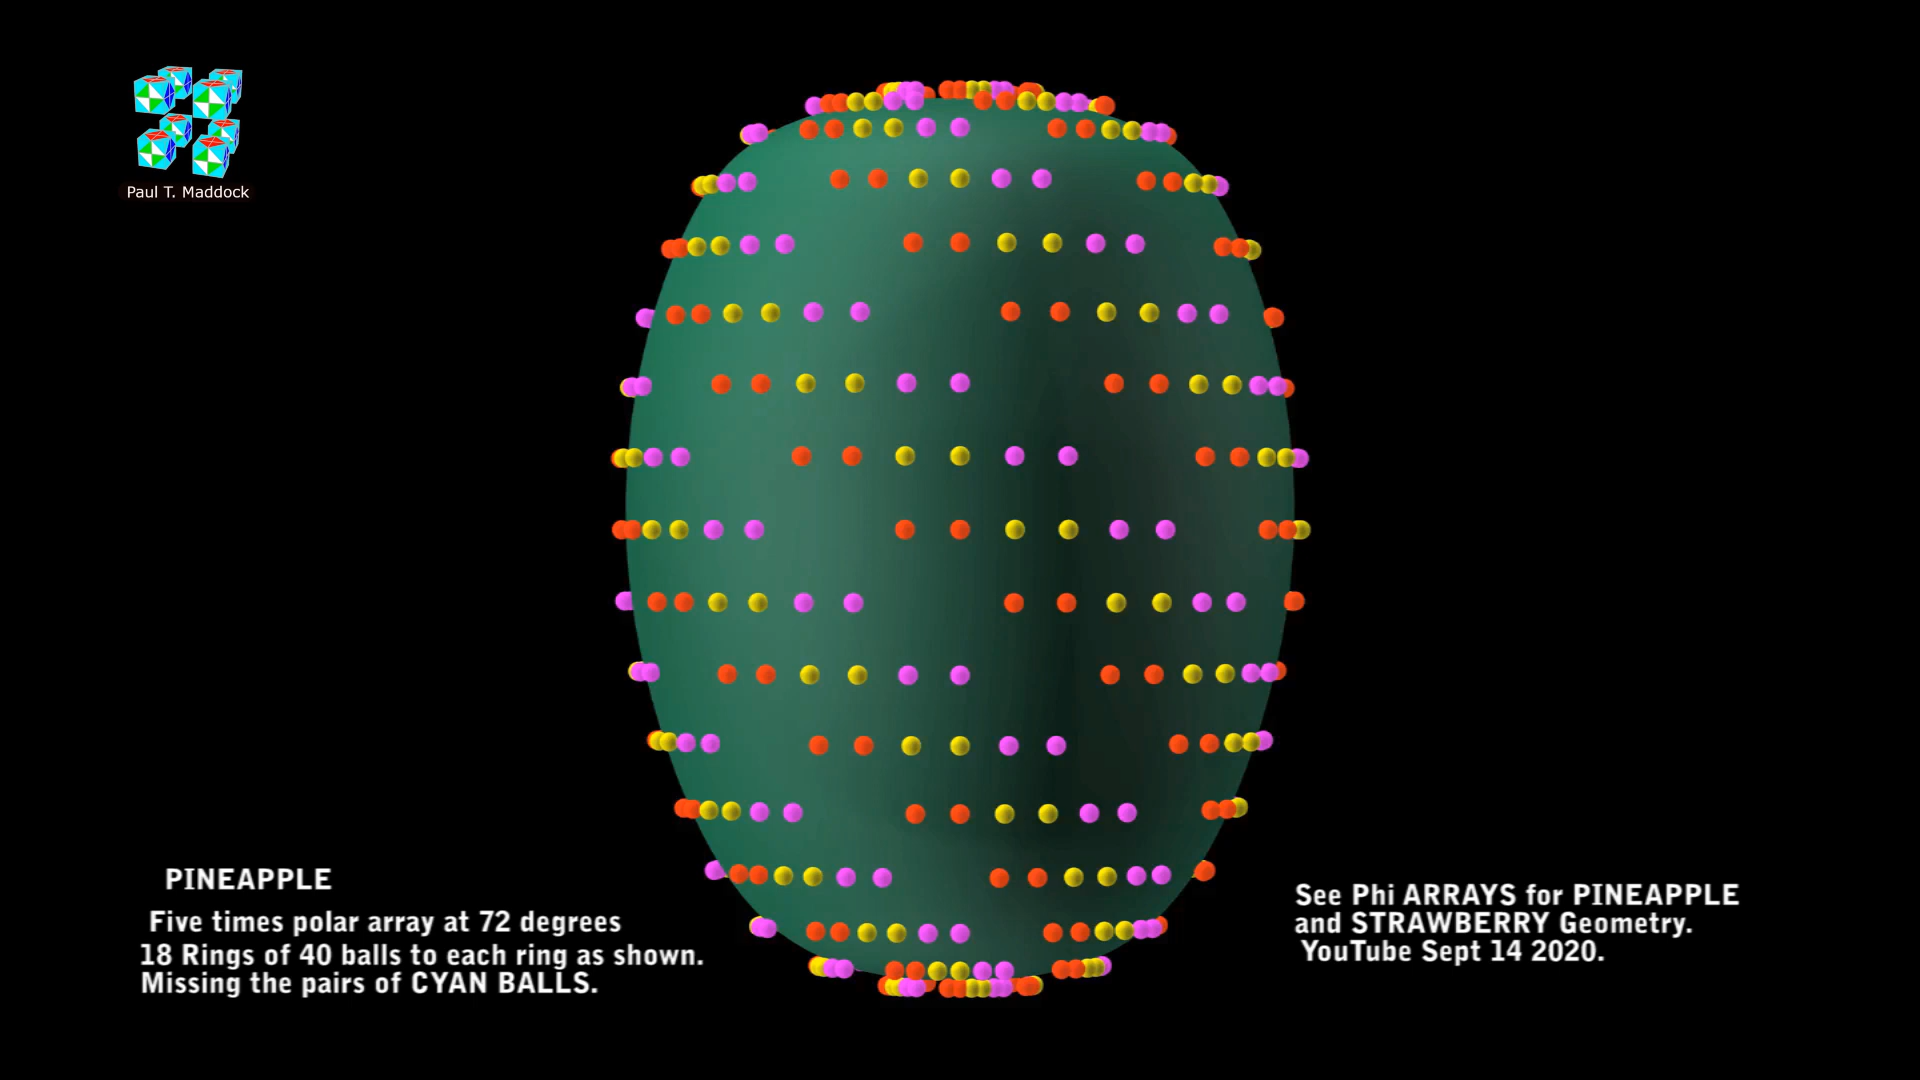 Paul T. Maddock
PINEAPPLE
Five times polar array at 72 degrees
18 Rings of 40 balls to each ring as shown.
Missing the pairs of CYAN BALLS.
See Phi ARRAYS for PINEAPPLE
and STRAWBERRY Geometry.
YouTube Sept 14 2020.